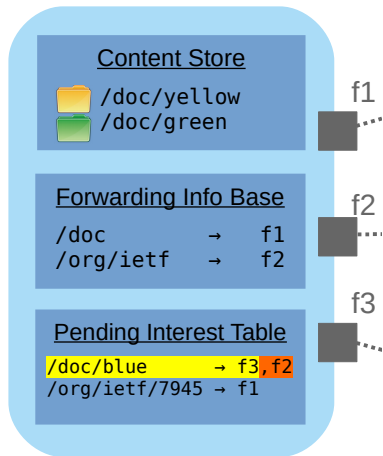 Content Store
/doc/yellow
/doc/green
f1
Forwarding Info Base
/doc → f1
/org/ietf → f2
f2
f3
Pending Interest Table
/doc/blue → f3,f2
/org/ietf/7945 → f1